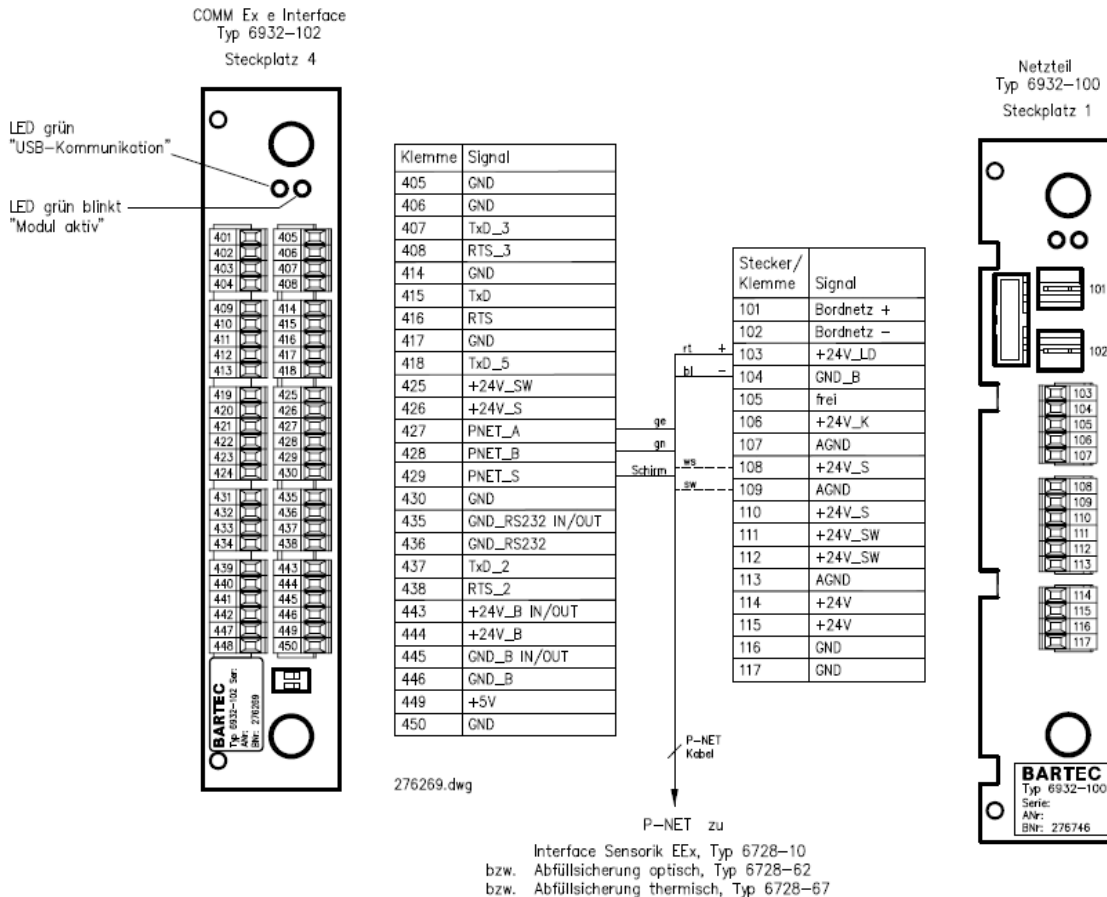 COMM Ex e Interface
Typ 6932-102
Steckplatz 4
LED grün
"USB-Kommunikation"
LED grün blinkt
"Modul aktiv"
401 405
402 406
403 407
404 408
409 414
410 415
411 416
412 417
413 418
419 425
420 426
421 427
422 428
423 429
424 430
431 435
432 436
433 437
434 438
439 443
440 444
441 445
442 446
447 449
448 450
BARTEC
Typ 6932-102 Ser:
ANr:
BNr: 276269
Klemme Signal
405 GND
406 GND
407 TxD_3
408 RTS_3
414 GND
415 TxD
416 RTS
417 GND
418 TxD_5
425 +24V_SW
426 +24V_S
427 PNET_A
428 PNET_B
429 PNET_S
430 GND
435 GND_RS232 IN/OUT
436 GND_RS232
437 TxD_2
438 RTS_2
443 +24V_B IN/OUT
444 +24V_B
445 GND_B IN/OUT
446 GND_B
449 +5V
450 GND
276269.dwg
ge
gn
Schirm
rt +
bl -
ws
sw
P-NET
Kabel
P-NET zu
Interface Sensorik EEx, Typ 6728-10
bzw. Abfüllsicherung optisch, Typ 6728-62
bzw. Abfüllsicherung thermisch, Typ 6728-67
Stecker/
Klemme Signal
101 Bordnetz +
102 Bordnetz -
103 +24V_LD
104 GND_B
105 frei
106 +24V_K
107 AGND
108 +24V_S
109 AGND
110 +24V_S
111 +24V_SW
112 +24V_SW
113 AGND
114 +24V
115 +24V
116 GND
117 GND
Netzteil
Typ 6932-100
Steckplatz 1
101
102
103
104
105
106
107
108
109
110
111
112
113
114
115
116
117
BARTEC
Typ 6932-100
Serie:
ANr:
BNr: 276746